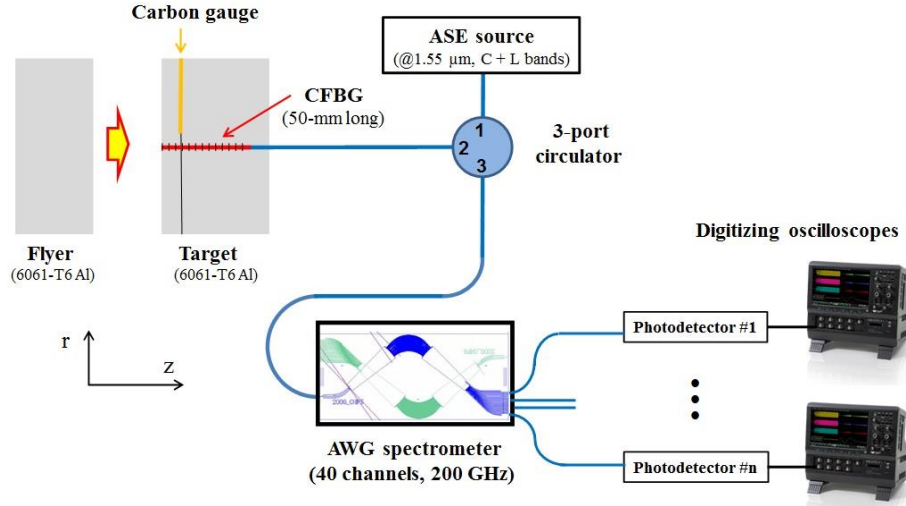 Carbon gauge
ASE source
(@1.55 µm, C + L bands)
CFBG
(50-mm long)
1
2
3
3-port
circulator
Flyer
(6061-T6 Al)
Target
(6061-T6 Al)
Digitizing oscilloscopes
r
z
Photodetector #1
AWG spectrometer
(40 channels, 200 GHz)
Photodetector #n